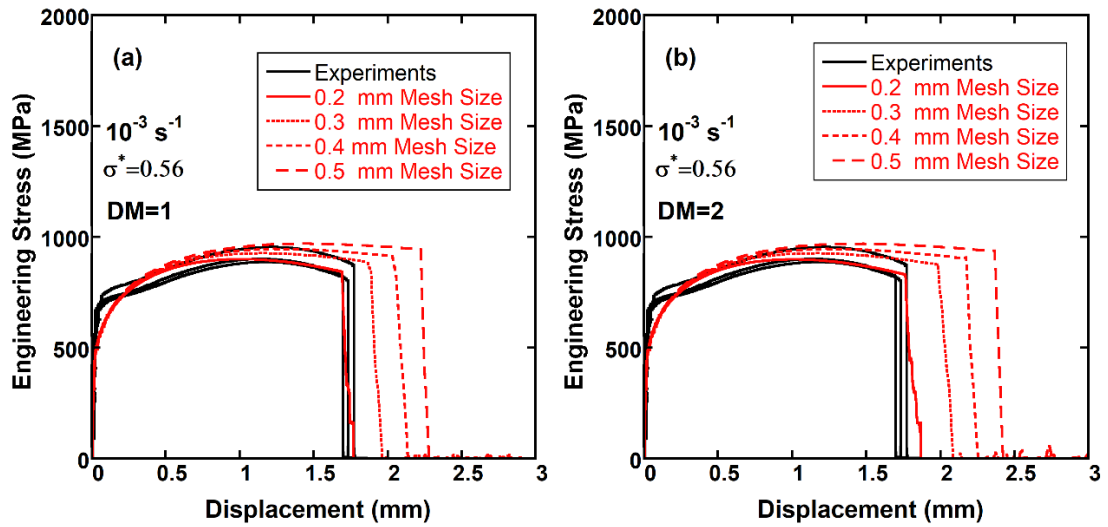 (a)
Experiments
0.2 mm Mesh Size
0.3 mm Mesh Size
0.4 mm Mesh Size
0.5 mm Mesh Size
10⁻³ s⁻¹
σ*=0.56
DM=1
Engineering Stress (MPa)
2000
1500
1000
500
0
0 0.5 1 1.5 2 2.5 3
Displacement (mm)
(b)
Experiments
0.2 mm Mesh Size
0.3 mm Mesh Size
0.4 mm Mesh Size
0.5 mm Mesh Size
10⁻³ s⁻¹
σ*=0.56
DM=2
Engineering Stress (MPa)
2000
1500
1000
500
0
0 0.5 1 1.5 2 2.5 3
Displacement (mm)